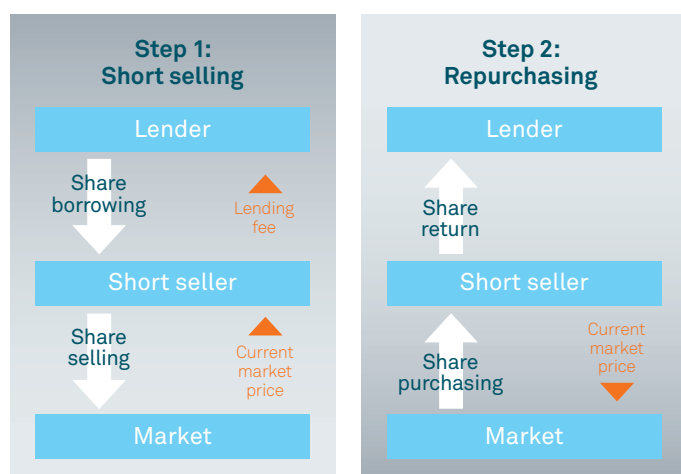 Step 1:
Short selling
Lender
Share
borrowing
Lending
fee
Short seller
Share
selling
Current
market
price
Market
Step 2:
Repurchasing
Lender
Share
return
Short seller
Share
purchasing
Current
market
price
Market